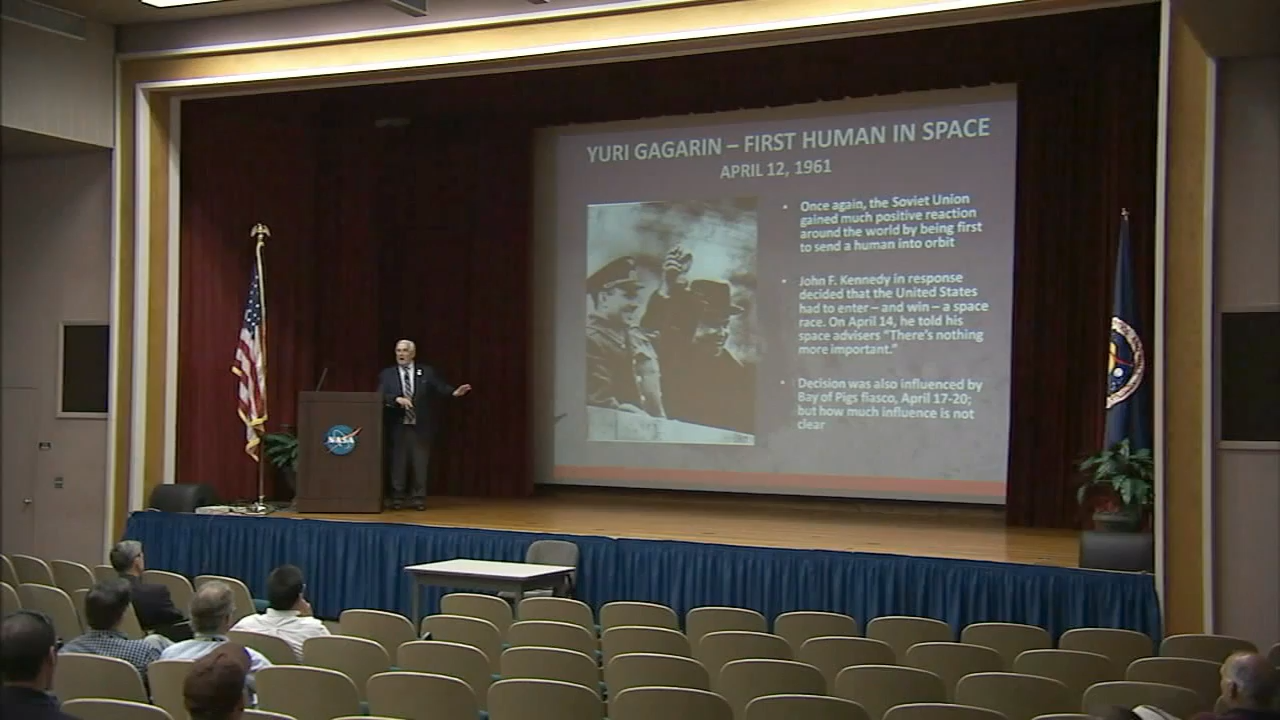 YURI GAGARIN – FIRST HUMAN IN SPACE
APRIL 12, 1961
• Once again, the Soviet Union
gained much positive reaction
around the world by being first
to send a human into orbit
• John F. Kennedy in response
decided that the United States
had to enter – and win – a space
race. On April 14, he told his
space advisers "There's nothing
more important."
• Decision was also influenced by
Bay of Pigs fiasco, April 17-20;
but how much influence is not
clear
NASA